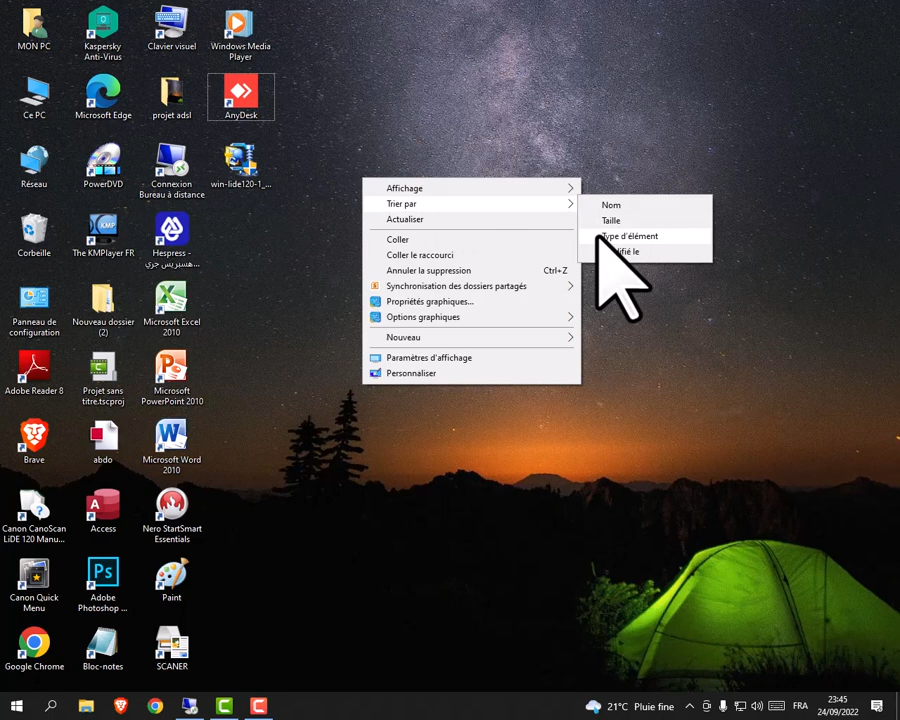 MON PC
Kaspersky
Anti-Virus
Clavier visuel
Windows Media
Player
Ce PC
Microsoft Edge
projet adsl
AnyDesk
Réseau
PowerDVD
Connexion
Bureau à distance
win-lide120-1_...
Corbeille
The KMPlayer FR
KMP
Hespress -
هسبريس جري...
Panneau de
configuration
Nouveau dossier
(2)
Microsoft Excel
2010
Adobe Reader 8
Projet sans
titre.tscproj
Microsoft
PowerPoint 2010
Brave
abdo
Microsoft Word
2010
Canon CanoScan
LiDE 120 Manu...
Access
Nero StartSmart
Essentials
Canon Quick
Menu
Ps
Adobe
Photoshop ...
Paint
Google Chrome
Bloc-notes
SCANER
Affichage
Trier par
Actualiser
Coller
Coller le raccourci
Annuler la suppression Ctrl+Z
Synchronisation des dossiers partagés
Propriétés graphiques...
Options graphiques
Nouveau
Paramètres d'affichage
Personnaliser
Nom
Taille
Type d'élément
le
21°C Pluie fine
FRA
23:45
24/09/2022